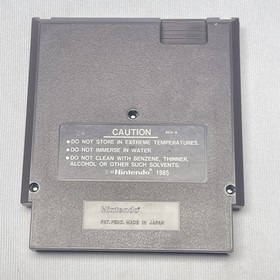 CAUTION
REV-A
•DO NOT STORE IN EXTREME TEMPERATURES.
•DO NOT IMMERSE IN WATER.
•DO NOT CLEAN WITH BENZENE, THINNER,
ALCOHOL OR OTHER SUCH SOLVENTS.
©Nintendo® 1985
Nintendo®
PAT. PEND. MADE IN JAPAN